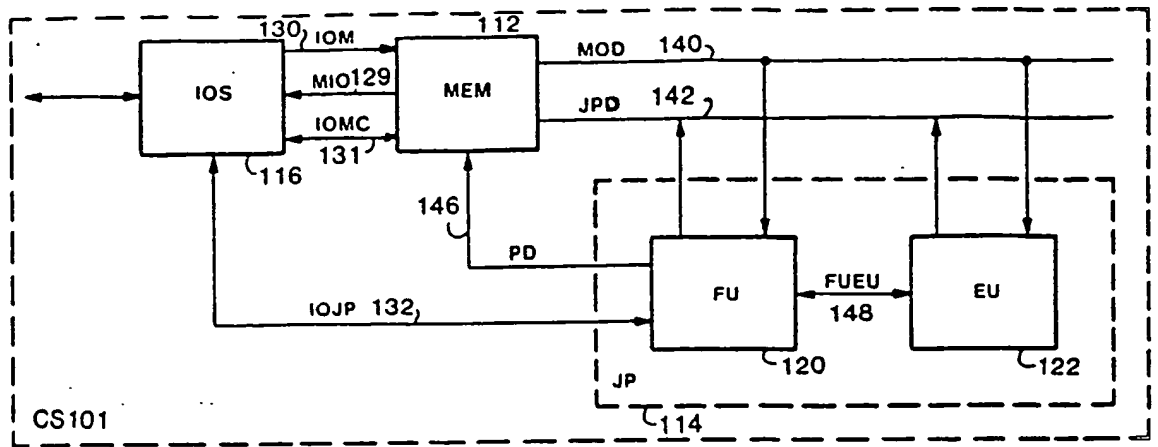 130 IOM
112
MOD 140
IOS
MIO 129
MEM
JPD 142
IOMC
131
116
146
PD
FU
FUEU
148
EU
IOJP 132
120
122
JP
CS101
114